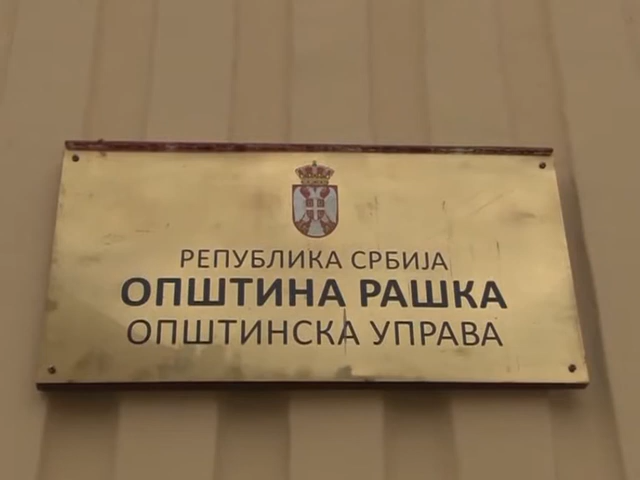 РЕПУБЛИКА СРБИЈА
ОПШТИНА РАШКА
ОПШТИНСКА УПРАВА